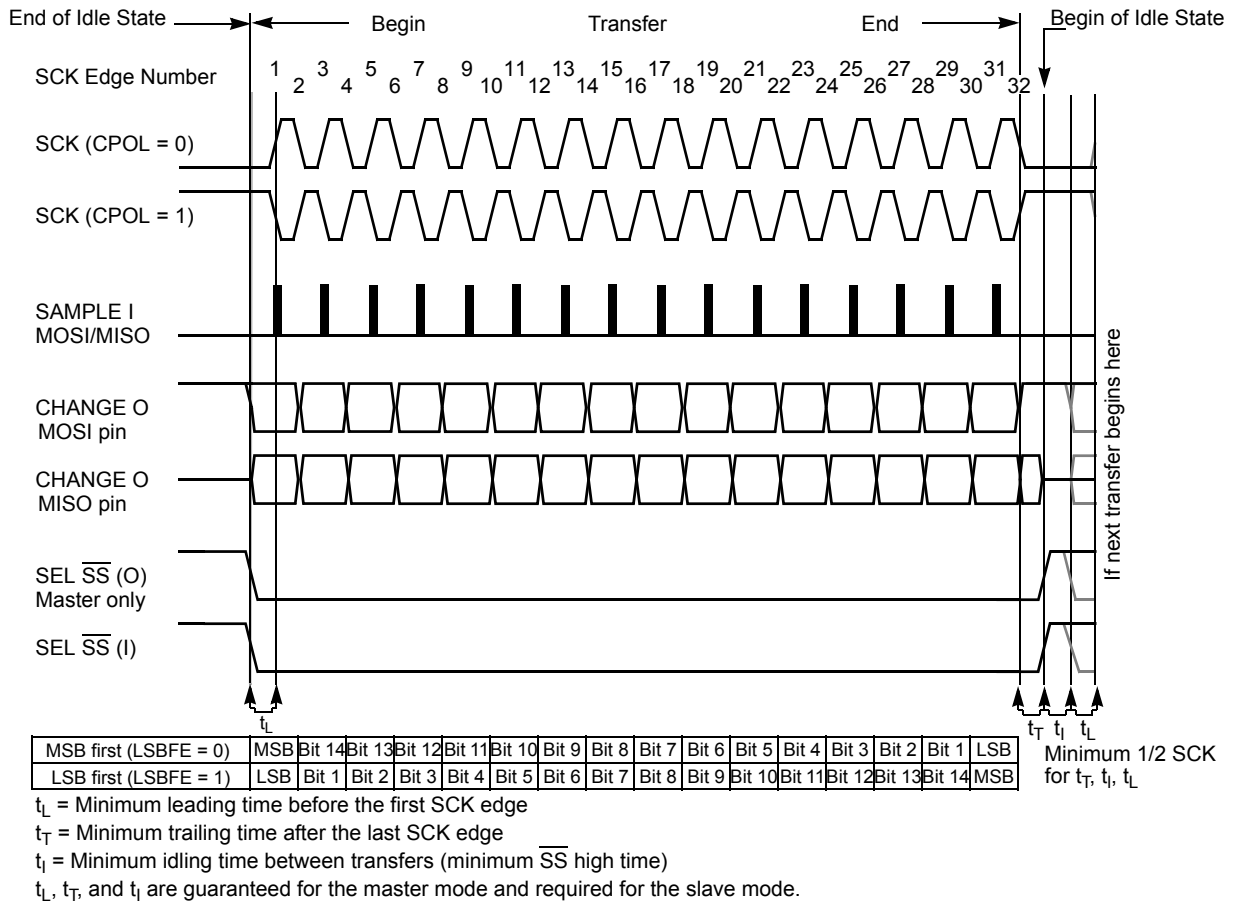 End of Idle State
Begin
Transfer
End
Begin of Idle State
SCK Edge Number
1 3 5 7 9 11 13 15 17 19 21 23 25 27 29 31
2 4 6 8 10 12 14 16 18 20 22 24 26 28 30 32
SCK (CPOL = 0)
SCK (CPOL = 1)
SAMPLE I
MOSI/MISO
CHANGE O
MOSI pin
CHANGE O
MISO pin
SEL SS (O)
Master only
SEL SS (I)
If next transfer begins here
tL
tT tI tL
MSB first (LSBFE = 0) MSB Bit 14 Bit 13 Bit 12 Bit 11 Bit 10 Bit 9 Bit 8 Bit 7 Bit 6 Bit 5 Bit 4 Bit 3 Bit 2 Bit 1 LSB
LSB first (LSBFE = 1) LSB Bit 1 Bit 2 Bit 3 Bit 4 Bit 5 Bit 6 Bit 7 Bit 8 Bit 9 Bit 10 Bit 11 Bit 12 Bit 13 Bit 14 MSB
Minimum 1/2 SCK
for tT, tI, tL
tL = Minimum leading time before the first SCK edge
tT = Minimum trailing time after the last SCK edge
tI = Minimum idling time between transfers (minimum SS high time)
tL, tT, and tI are guaranteed for the master mode and required for the slave mode.